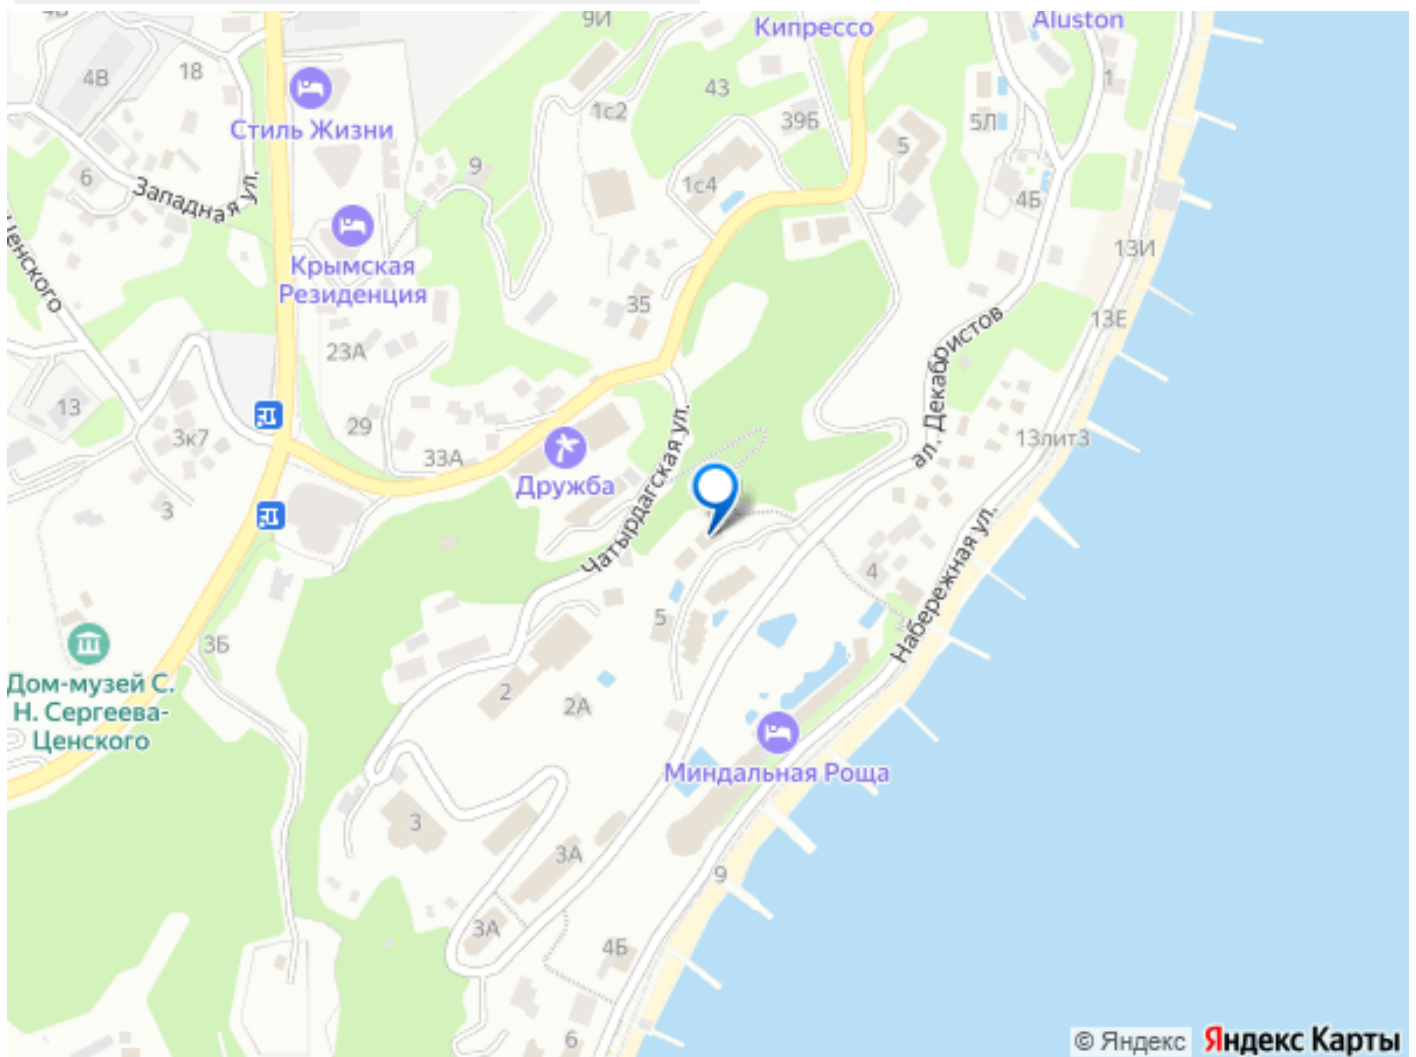 9И
Кипрессо
Aluston
4В
18
43
1
Стиль Жизни
1с2
39Б
5Л
5
9
6
Западная ул.
1с4
4Б
Ценского
Крымская
Резиденция
13И
35
13Е
23А
ал. Декабристов
13
3к7
29
33А
13лит3
Дружба
Чатырдагская ул.
3
4
Набережная ул.
5
3Б
Дом-музей С.
Н. Сергеева-
Ценского
2
2А
Миндальная Роща
3
3А
9
3А
4Б
6
© Яндекс Яндекс Карты